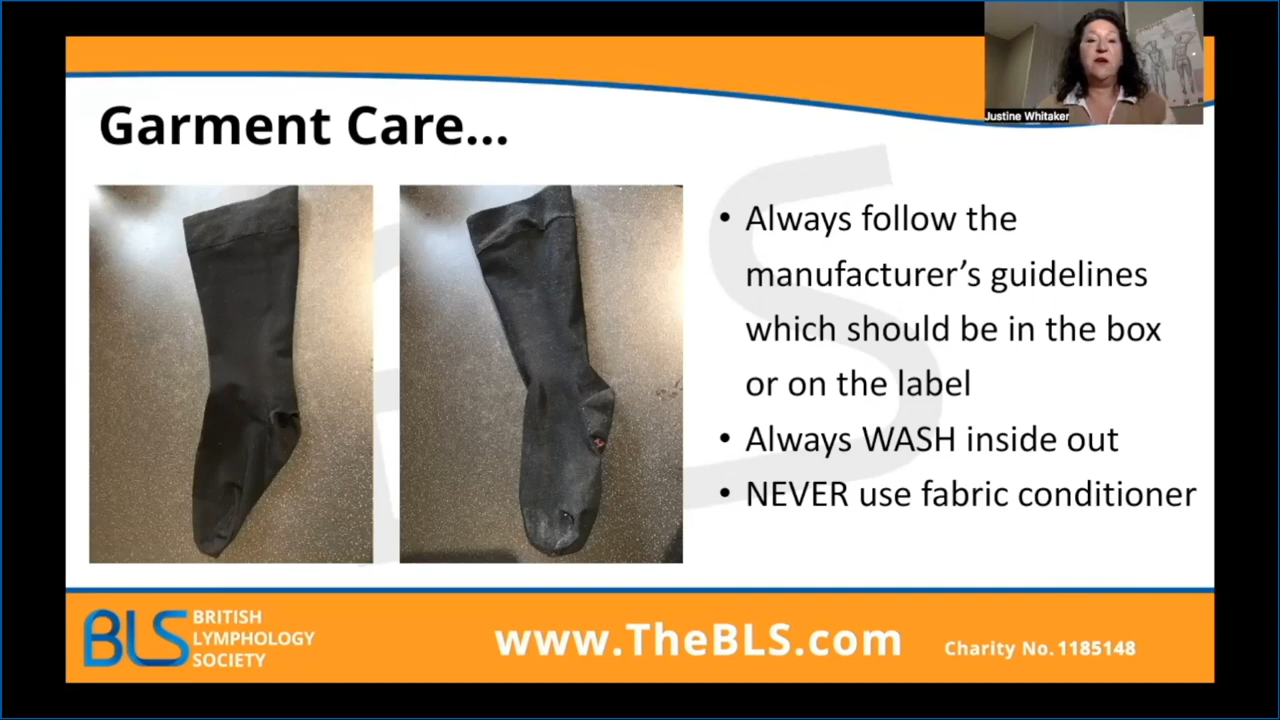 Justine Whitaker
Garment Care...
• Always follow the
manufacturer’s guidelines
which should be in the box
or on the label
• Always WASH inside out
• NEVER use fabric conditioner
BLS BRITISH
LYMPHOLOGY
SOCIETY
www.TheBLS.com
Charity No. 1185148